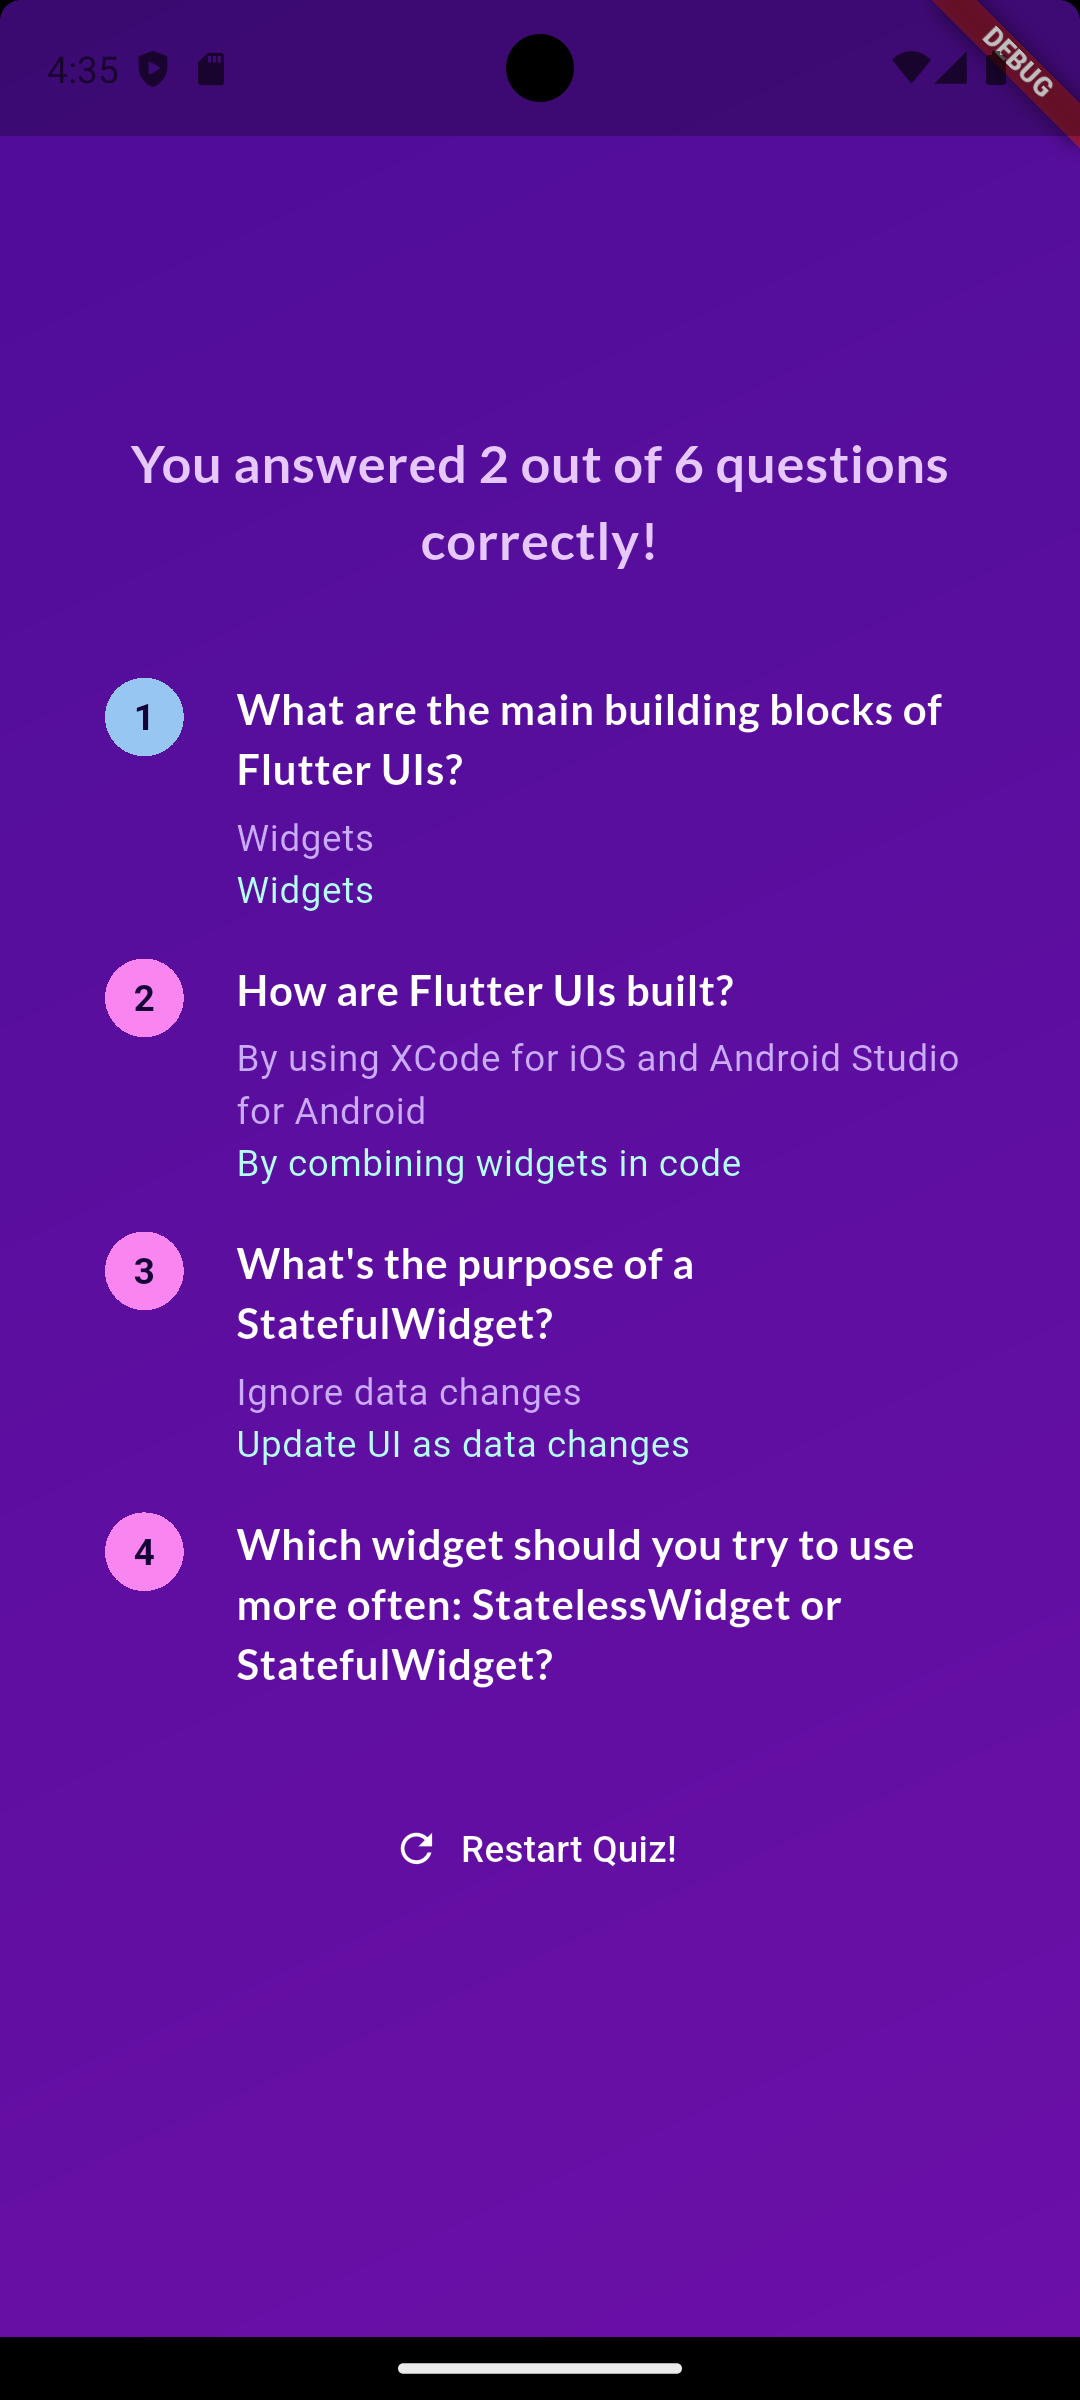 4:35
DEBUG
You answered 2 out of 6 questions
correctly!
1
What are the main building blocks of
Flutter UIs?
Widgets
Widgets
2
How are Flutter UIs built?
By using XCode for iOS and Android Studio
for Android
By combining widgets in code
3
What's the purpose of a
StatefulWidget?
Ignore data changes
Update UI as data changes
4
Which widget should you try to use
more often: StatelessWidget or
StatefulWidget?
Restart Quiz!